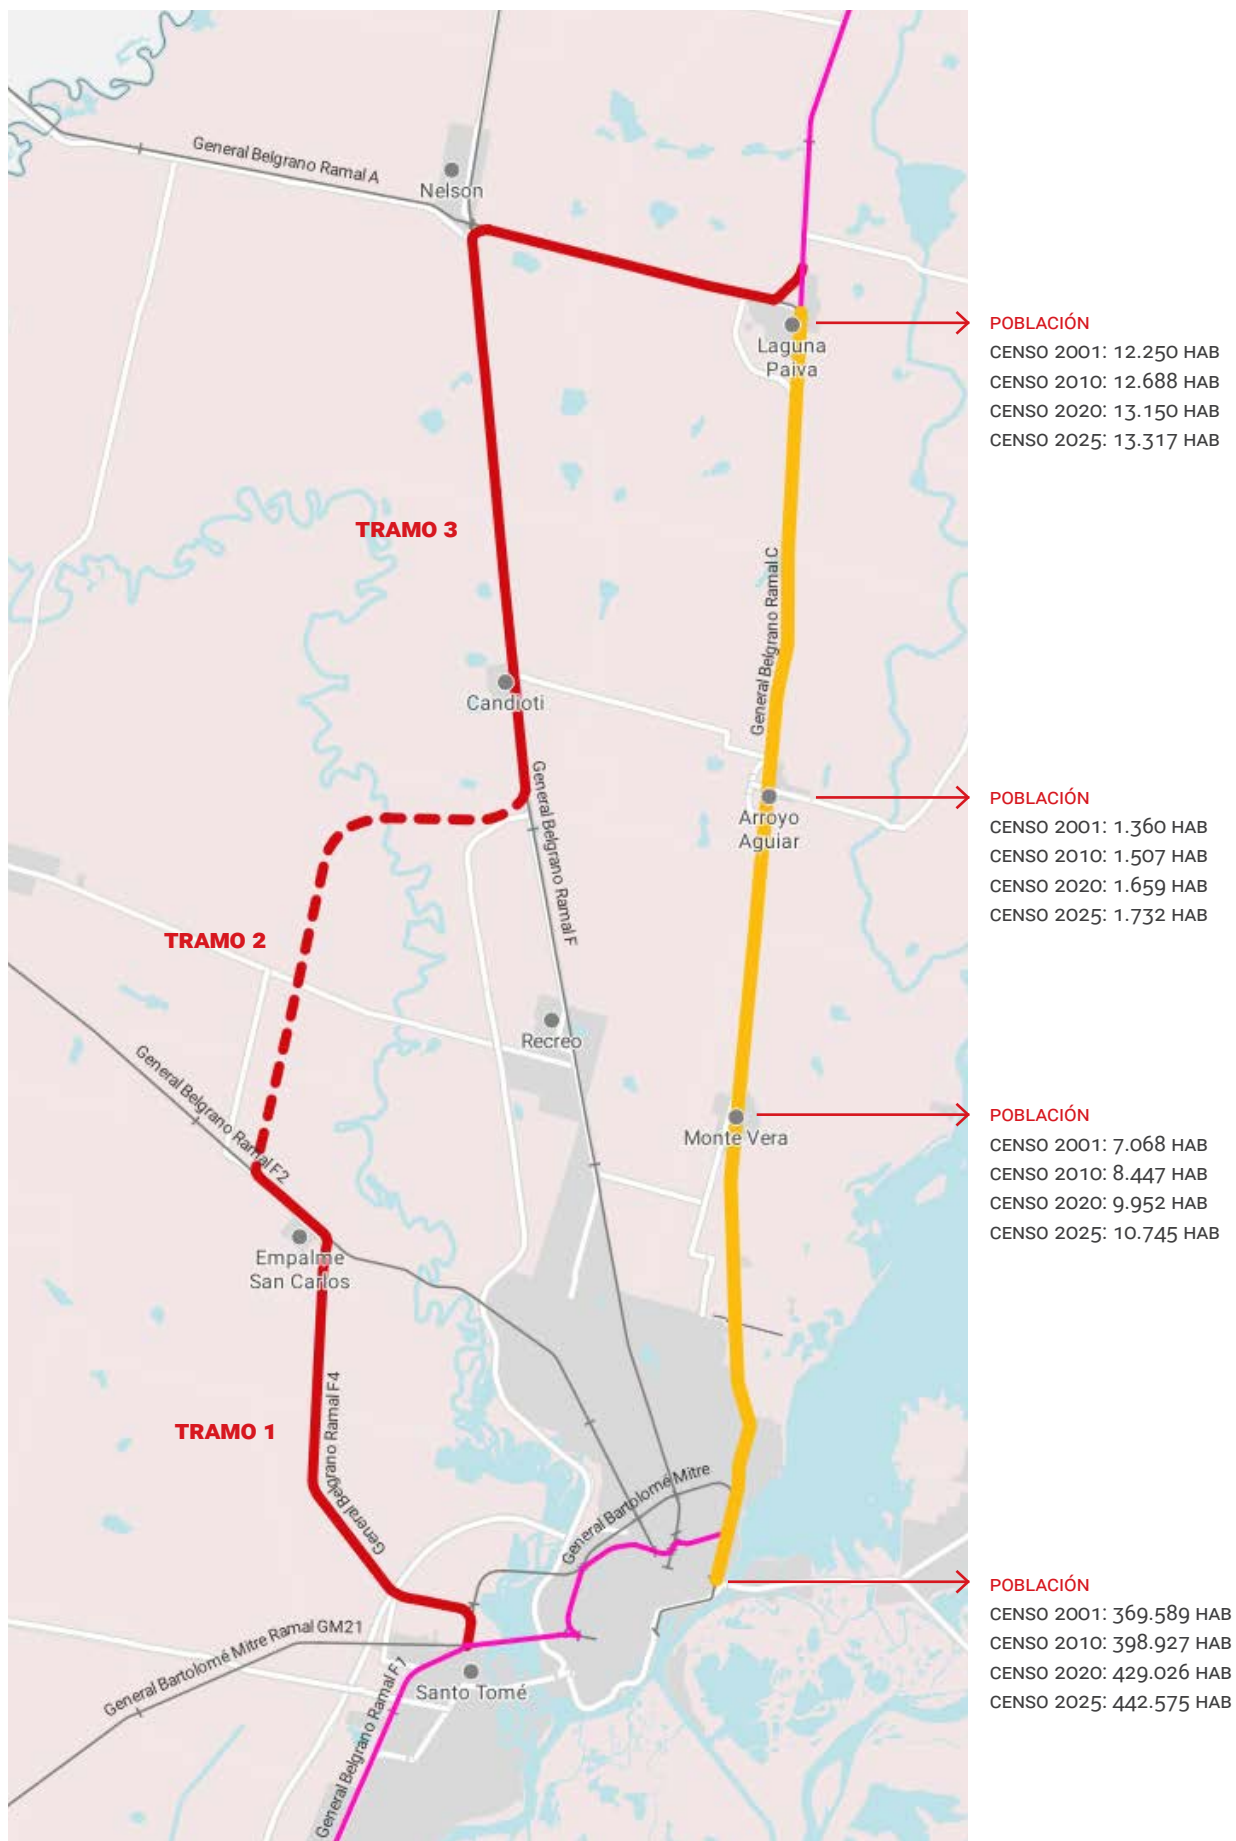 General Belgrano Ramal A
Nelson
Laguna
Paiva
POBLACIÓN
CENSO 2001: 12.250 HAB
CENSO 2010: 12.688 HAB
CENSO 2020: 13.150 HAB
CENSO 2025: 13.317 HAB
TRAMO 3
General Belgrano Ramal C
Candioti
General Belgrano Ramal F
Arroyo
Aguiar
POBLACIÓN
CENSO 2001: 1.360 HAB
CENSO 2010: 1.507 HAB
CENSO 2020: 1.659 HAB
CENSO 2025: 1.732 HAB
TRAMO 2
Recreo
General Belgrano Ramal F2
Monte Vera
POBLACIÓN
CENSO 2001: 7.068 HAB
CENSO 2010: 8.447 HAB
CENSO 2020: 9.952 HAB
CENSO 2025: 10.745 HAB
Empalme
San Carlos
TRAMO 1
General Belgrano Ramal F4
General Bartolomé Mitre
POBLACIÓN
CENSO 2001: 369.589 HAB
CENSO 2010: 398.927 HAB
CENSO 2020: 429.026 HAB
CENSO 2025: 442.575 HAB
General Bartolomé Mitre Ramal GM21
Santo Tomé
General Belgrano Ramal F1